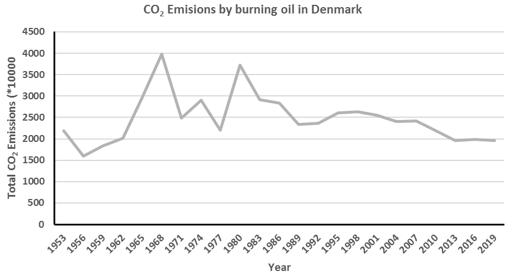 CO₂ Emisions by burning oil in Denmark
Total CO₂ Emissions (*10000
4500
4000
3500
3000
2500
2000
1500
1000
500
0
1953 1956 1959 1962 1965 1968 1971 1974 1977 1980 1983 1986 1989 1992 1995 1998 2001 2004 2007 2010 2013 2016 2019
Year